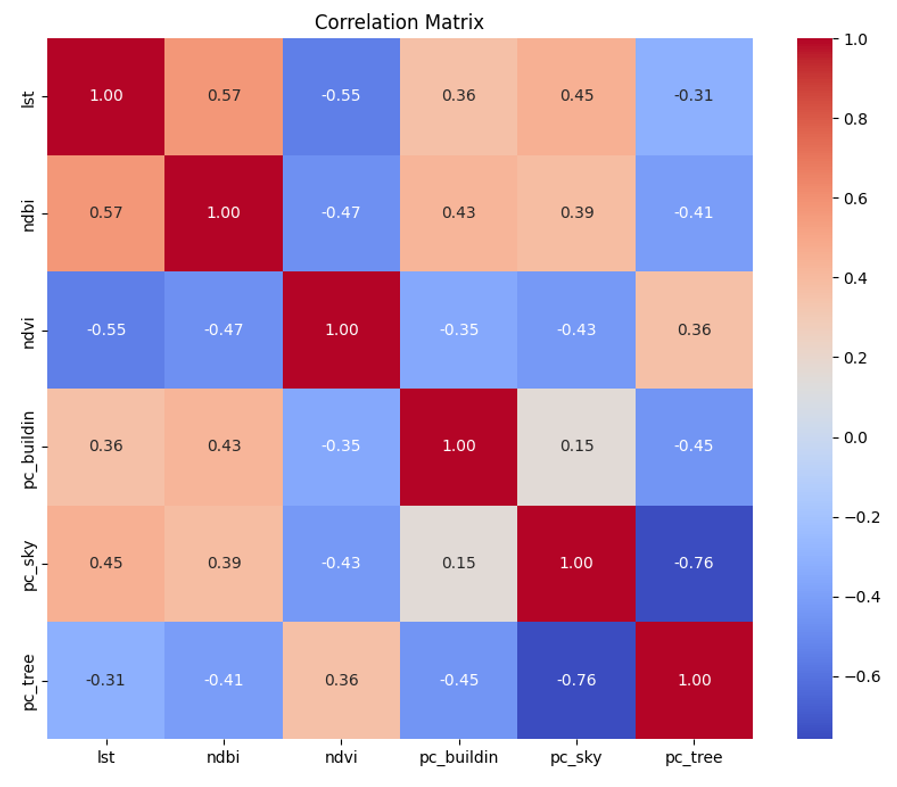 Correlation Matrix
lst 1.00 0.57 -0.55 0.36 0.45 -0.31
ndbi 0.57 1.00 -0.47 0.43 0.39 -0.41
ndvi -0.55 -0.47 1.00 -0.35 -0.43 0.36
pc_buildin 0.36 0.43 -0.35 1.00 0.15 -0.45
pc_sky 0.45 0.39 -0.43 0.15 1.00 -0.76
pc_tree -0.31 -0.41 0.36 -0.45 -0.76 1.00
lst ndbi ndvi pc_buildin pc_sky pc_tree
1.0
0.8
0.6
0.4
0.2
0.0
−0.2
−0.4
−0.6